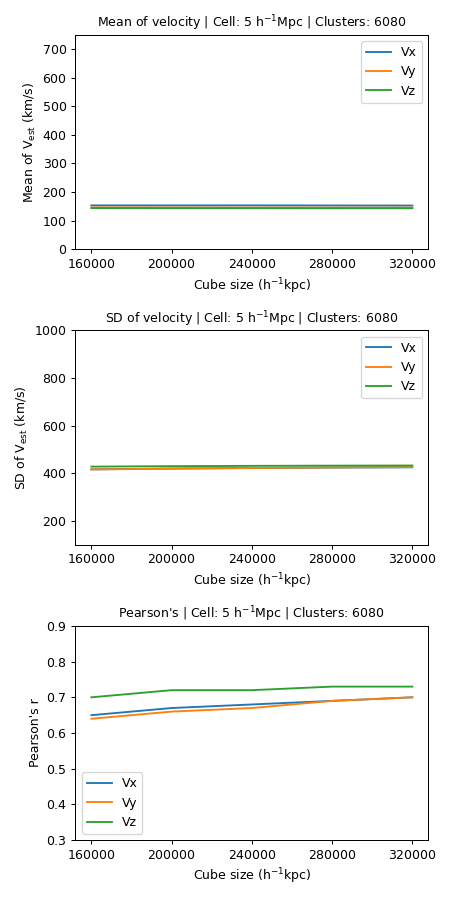 Mean of velocity | Cell: 5 h⁻¹Mpc | Clusters: 6080
Mean of V_est (km/s)
700
600
500
400
300
200
100
0
Vx
Vy
Vz
160000 200000 240000 280000 320000
Cube size (h⁻¹kpc)
SD of velocity | Cell: 5 h⁻¹Mpc | Clusters: 6080
SD of V_est (km/s)
1000
800
600
400
200
Vx
Vy
Vz
160000 200000 240000 280000 320000
Cube size (h⁻¹kpc)
Pearson's | Cell: 5 h⁻¹Mpc | Clusters: 6080
Pearson's r
0.9
0.8
0.7
0.6
0.5
0.4
0.3
Vx
Vy
Vz
160000 200000 240000 280000 320000
Cube size (h⁻¹kpc)